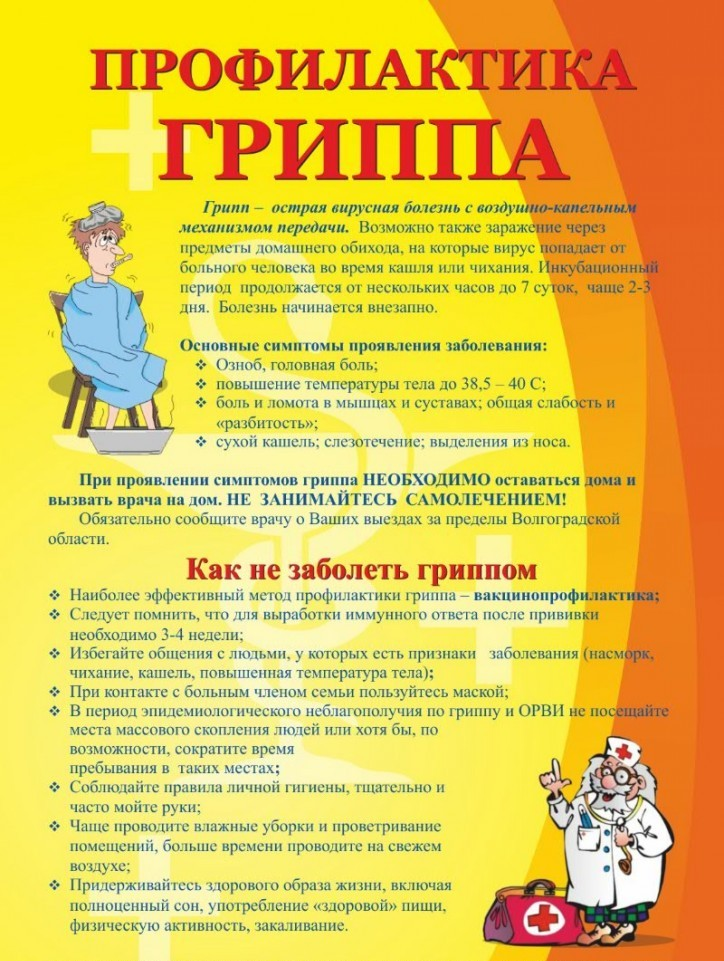 ПРОФИЛАКТИКА
ГРИППА
Грипп – острая вирусная болезнь с воздушно-капельным
механизмом передачи. Возможно также заражение через
предметы домашнего обихода, на которые вирус попадает от
больного человека во время кашля или чихания. Инкубационный
период продолжается от нескольких часов до 7 суток, чаще 2-3
дня. Болезнь начинается внезапно.
Основные симптомы проявления заболевания:
❖ Озноб, головная боль;
❖ повышение температуры тела до 38,5 – 40 С;
❖ боль и ломота в мышцах и суставах; общая слабость и
«разбитость»;
❖ сухой кашель; слезотечение; выделения из носа.
При проявлении симптомов гриппа НЕОБХОДИМО оставаться дома и
вызвать врача на дом. НЕ ЗАНИМАЙТЕСЬ САМОЛЕЧЕНИЕМ!
Обязательно сообщите врачу о Ваших выездах за пределы Волгоградской
области.
Как не заболеть гриппом
❖ Наиболее эффективный метод профилактики гриппа – вакцинопрофилактика;
❖ Следует помнить, что для выработки иммунного ответа после прививки
необходимо 3-4 недели;
❖ Избегайте общения с людьми, у которых есть признаки заболевания (насморк,
чихание, кашель, повышенная температура тела);
❖ При контакте с больным членом семьи пользуйтесь маской;
❖ В период эпидемиологического неблагополучия по гриппу и ОРВИ не посещайте
места массового скопления людей или хотя бы, по
возможности, сократите время
пребывания в таких местах;
❖ Соблюдайте правила личной гигиены, тщательно и
часто мойте руки;
❖ Чаще проводите влажные уборки и проветривание
помещений, больше времени проводите на свежем
воздухе;
❖ Придерживайтесь здорового образа жизни, включая
полноценный сон, употребление «здоровой» пищи,
физическую активность, закаливание.